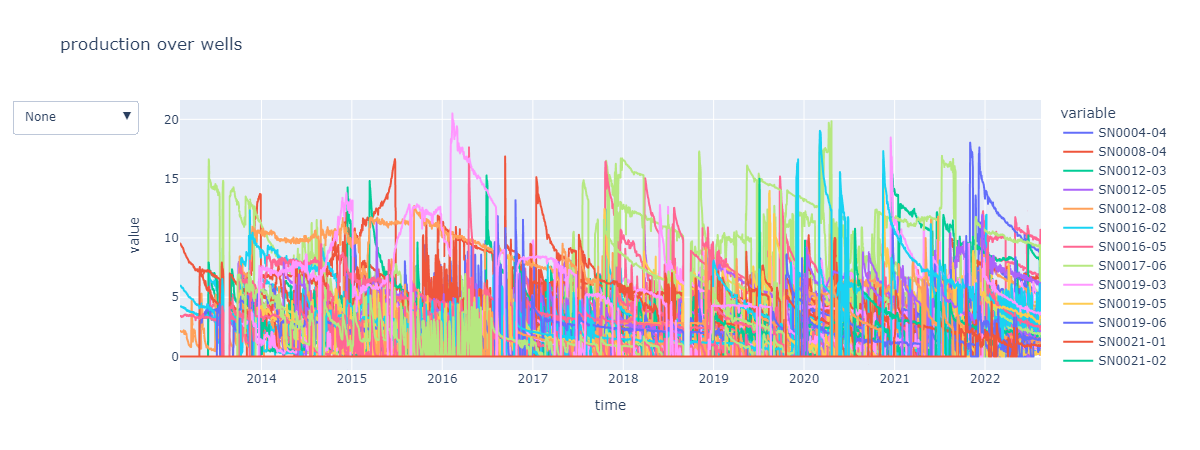 production over wells
None ▼
value
20
15
10
5
0
2014 2015 2016 2017 2018 2019 2020 2021 2022
time
variable
SN0004-04
SN0008-04
SN0012-03
SN0012-05
SN0012-08
SN0016-02
SN0016-05
SN0017-06
SN0019-03
SN0019-05
SN0019-06
SN0021-01
SN0021-02